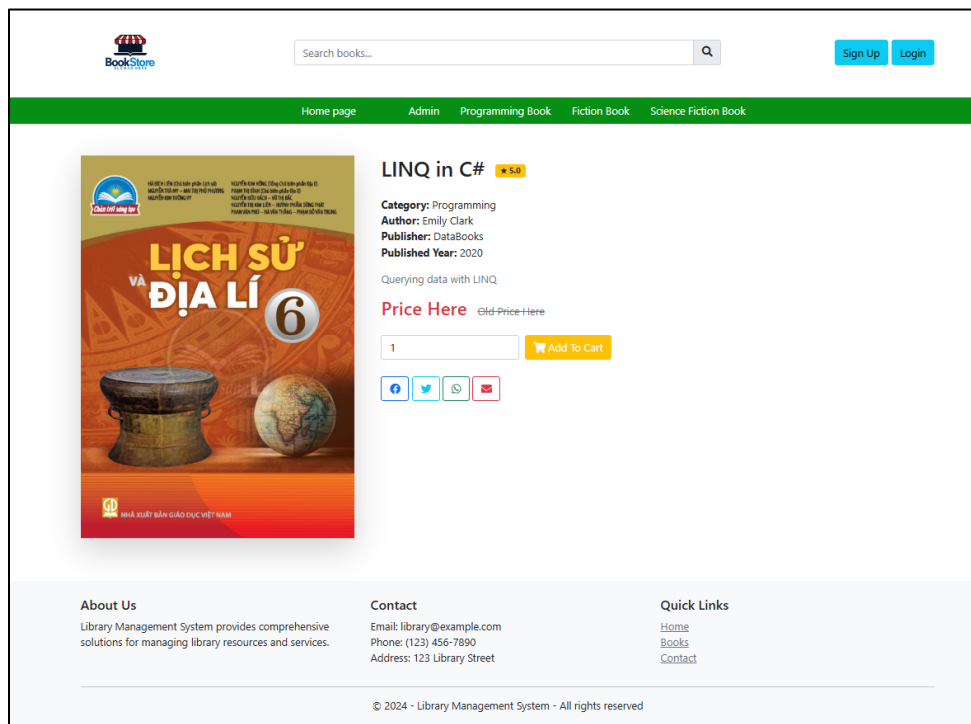 BookStore
Search books...
Sign Up
Login
Home page
Admin
Programming Book
Fiction Book
Science Fiction Book
Chân trời sáng tạo
LỊCH SỬ
VÀ
ĐỊA LÍ
6
GD
NHÀ XUẤT BẢN GIÁO DỤC VIỆT NAM
LINQ in C# ★ 5.0
Category: Programming
Author: Emily Clark
Publisher: DataBooks
Published Year: 2020
Querying data with LINQ
Price Here Old Price Here
1
Add To Cart
About Us
Library Management System provides comprehensive
solutions for managing library resources and services.
Contact
Email: library@example.com
Phone: (123) 456-7890
Address: 123 Library Street
Quick Links
Home
Books
Contact
© 2024 - Library Management System - All rights reserved